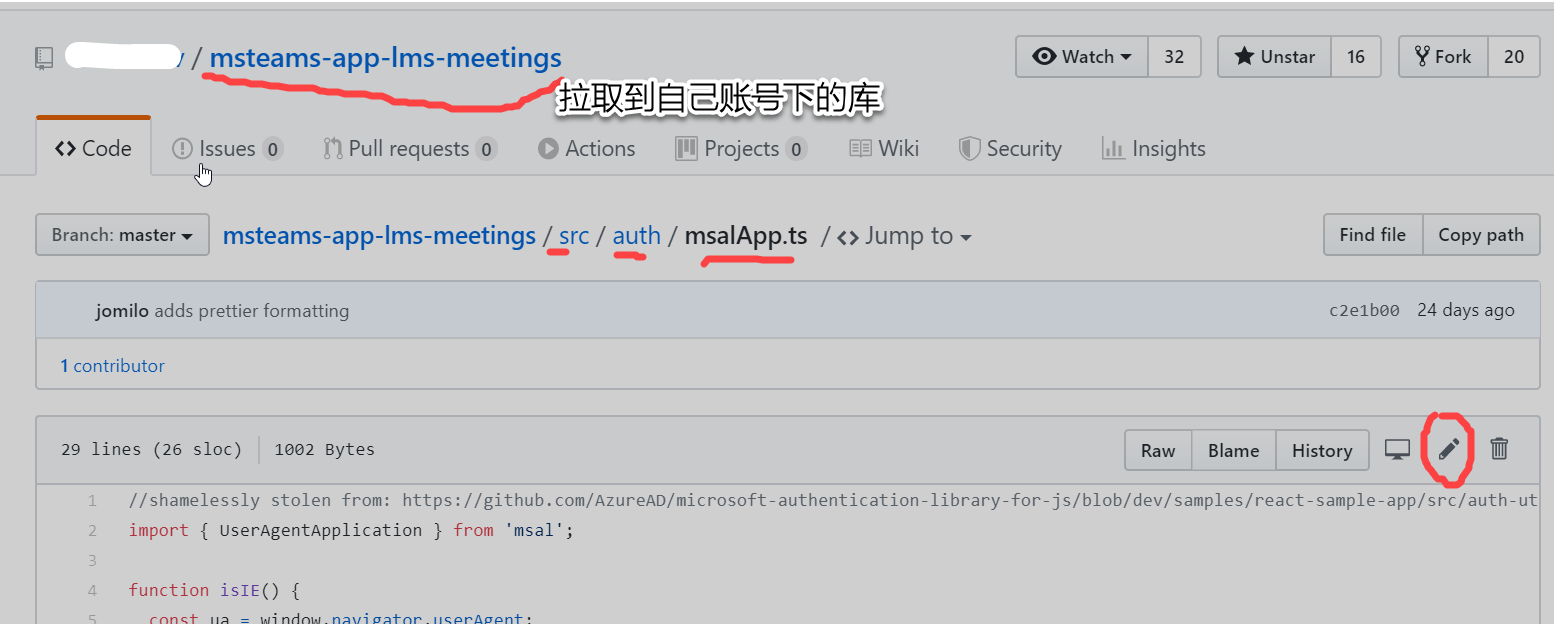 / msteams-app-lms-meetings
Watch 32 Unstar 16 Fork 20
拉取到自己账号下的库
Code Issues 0 Pull requests 0 Actions Projects 0 Wiki Security Insights
Branch: master msteams-app-lms-meetings / src / auth / msalApp.ts / <> Jump to Find file Copy path
jomilo adds prettier formatting c2e1b00 24 days ago
1 contributor
29 lines (26 sloc) 1002 Bytes Raw Blame History
1 //shamelessly stolen from: https://github.com/AzureAD/microsoft-authentication-library-for-js/blob/dev/samples/react-sample-app/src/auth-ut
2 import { UserAgentApplication } from 'msal';
3
4 function isIE() {
5 const ua = window.navigator.userAgent;